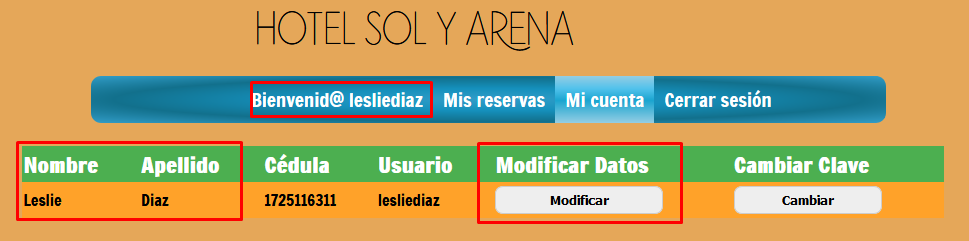 HOTEL SOL Y ARENA
Bienvenid@ lesliediaz Mis reservas Mi cuenta Cerrar sesión
Nombre Apellido Cédula Usuario Modificar Datos Cambiar Clave
Leslie Diaz 1725116311 lesliediaz Modificar Cambiar